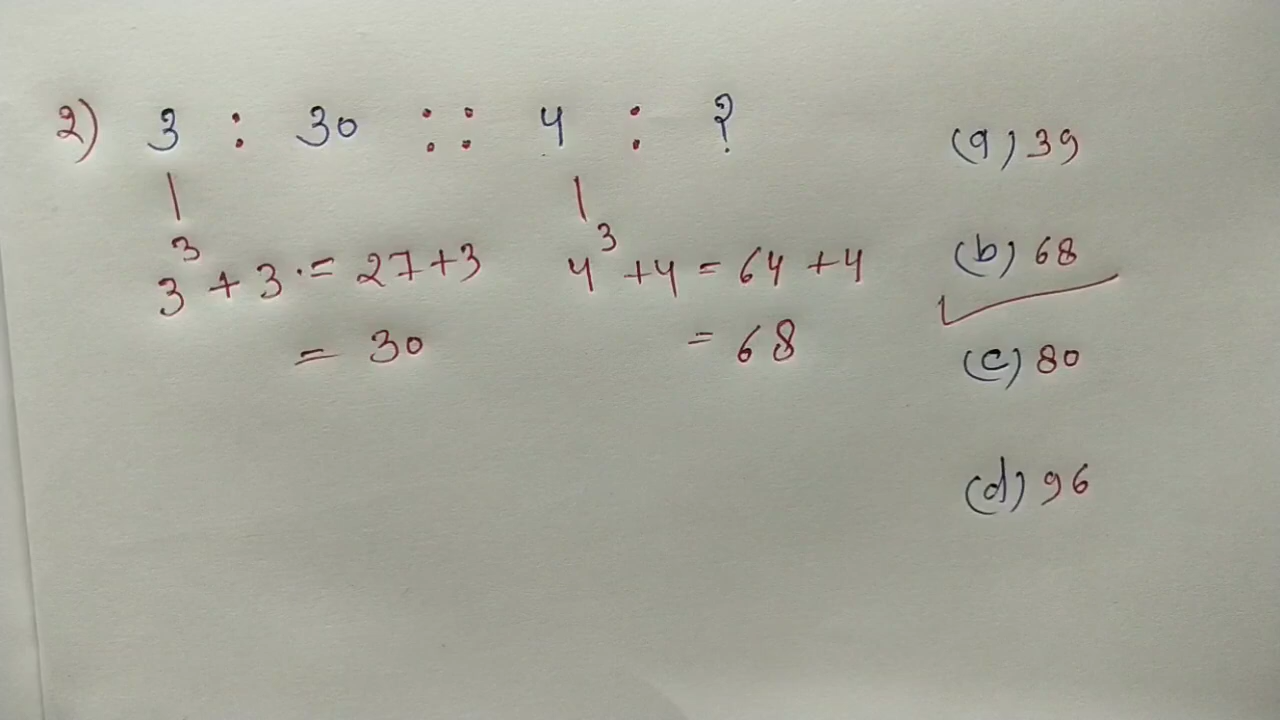 2) 3 : 30 :: 4 : ?
3³ + 3 = 27 + 3
= 30
4³ + 4 = 64 + 4
= 68
(a) 39
(b) 68
(c) 80
(d) 96